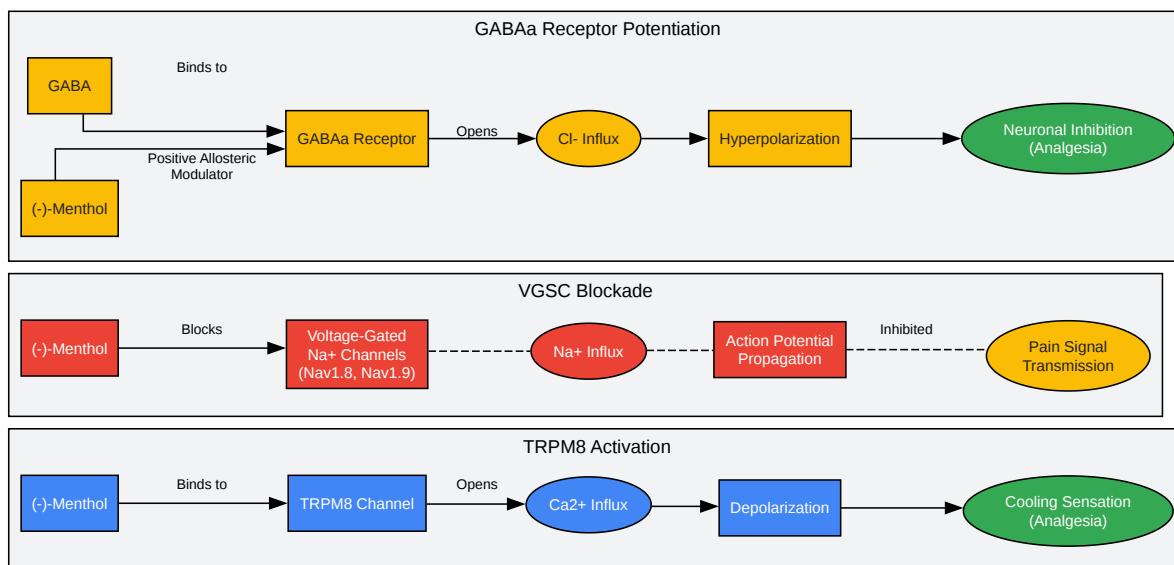 GABAa Receptor Potentiation
GABA
Binds to
GABAa Receptor
Opens
Cl- Influx
Hyperpolarization
Neuronal Inhibition
(Analgesia)
Positive Allosteric
Modulator
(-)-Menthol
VGSC Blockade
(-)-Menthol
Blocks
Voltage-Gated
Na+ Channels
(Nav1.8, Nav1.9)
Na+ Influx
Action Potential
Propagation
Inhibited
Pain Signal
Transmission
TRPM8 Activation
(-)-Menthol
Binds to
TRPM8 Channel
Opens
Ca2+ Influx
Depolarization
Cooling Sensation
(Analgesia)